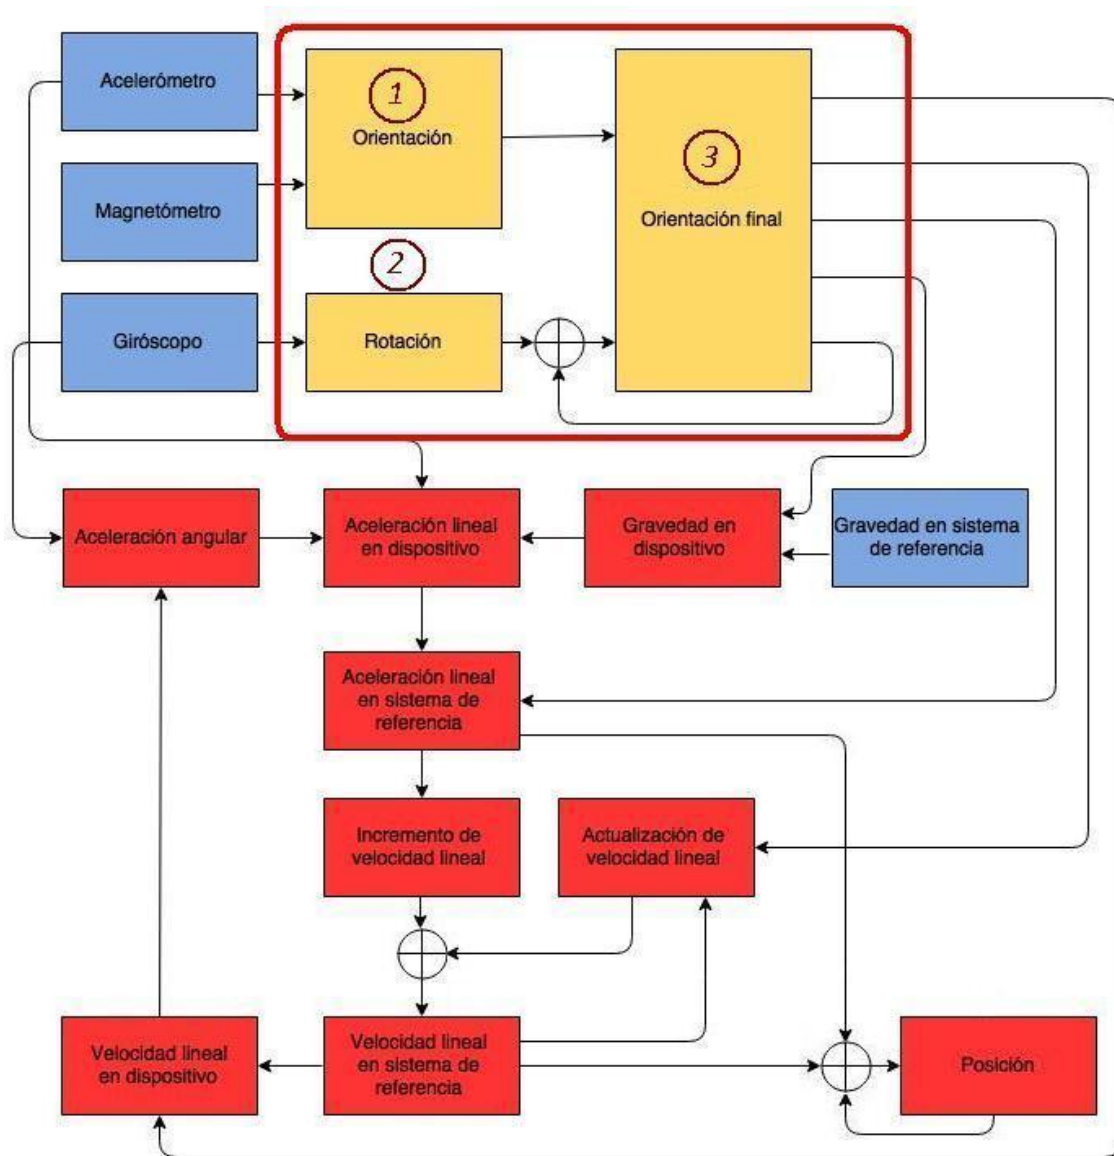 Acelerómetro
1
Orientación
3
Orientación final
Magnetómetro
2
Giróscopo
Rotación
Aceleración angular
Aceleración lineal
en dispositivo
Gravedad en
dispositivo
Gravedad en sistema
de referencia
Aceleración lineal
en sistema de
referencia
Incremento de
velocidad lineal
Actualización de
velocidad lineal
Velocidad lineal
en dispositivo
Velocidad lineal
en sistema de
referencia
Posición